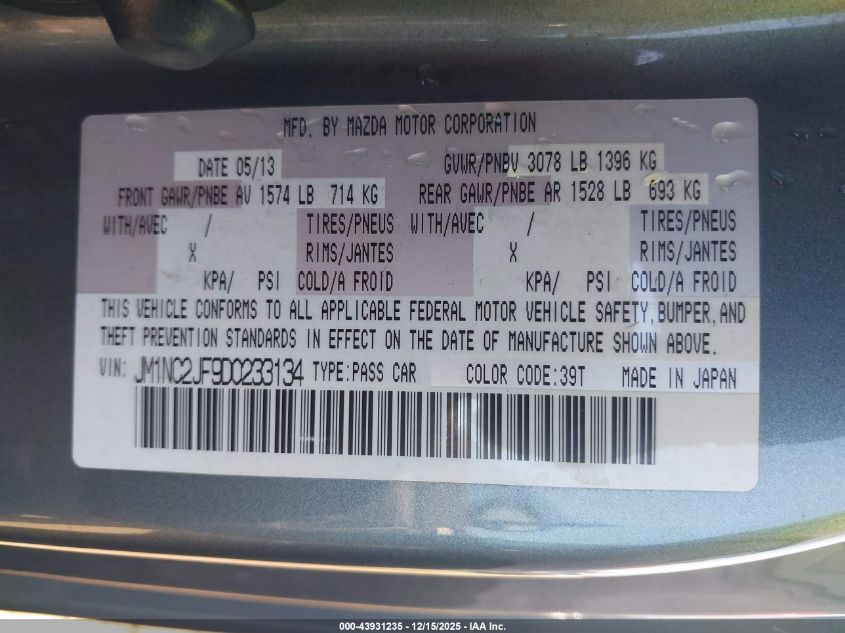 MFD. BY MAZDA MOTOR CORPORATION
DATE 05/13 GVWR/PNBV 3078 LB 1396 KG
FRONT GAWR/PNBE AV 1574 LB 714 KG REAR GAWR/PNBE AR 1528 LB 693 KG
WITH/AVEC / TIRES/PNEUS WITH/AVEC / TIRES/PNEUS
X RIMS/JANTES X RIMS/JANTES
KPA/ PSI COLD/A FROID KPA/ PSI COLD/A FROID
THIS VEHICLE CONFORMS TO ALL APPLICABLE FEDERAL MOTOR VEHICLE SAFETY, BUMPER, AND
THEFT PREVENTION STANDARDS IN EFFECT ON THE DATE OF MANUFACTURE SHOWN ABOVE.
VIN: JM1NC2JF9D0233134 TYPE:PASS CAR COLOR CODE:39T MADE IN JAPAN
000-43931235 - 12/15/2025 - IAA Inc.